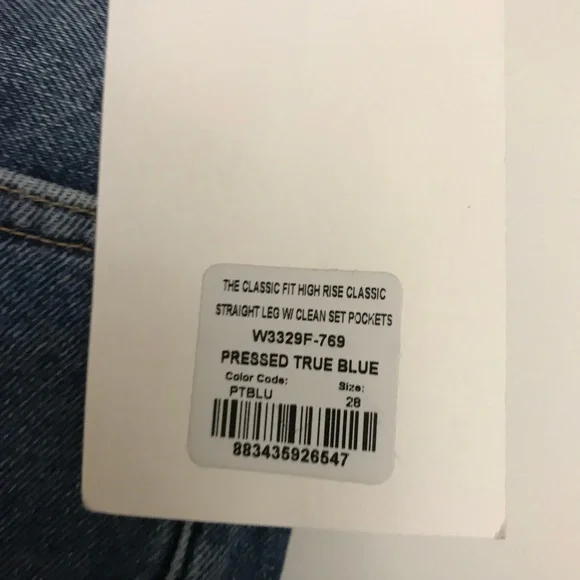 THE CLASSIC FIT HIGH RISE CLASSIC
STRAIGHT LEG W/ CLEAN SET POCKETS
W3329F-769
PRESSED TRUE BLUE
Color Code: Size:
PTBLU 28
883435926547